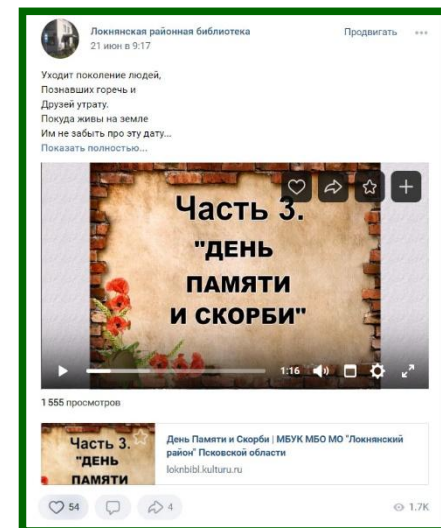 Локнянская районная библиотека
Продвигать
21 июн в 9:17
Уходит поколение людей,
Познавших горечь и
Друзей утрату.
Покуда живы на земле
Им не забыть про эту дату...
Показать полностью...
Часть 3.
"ДЕНЬ
ПАМЯТИ
И СКОРБИ"
1:16
1 555 просмотров
Часть 3.
"ДЕНЬ
ПАМЯТИ
День Памяти и Скорби | МБУК МБО МО "Локнянский
район" Псковской области
loknbibl.kulturu.ru
54
4
1.7K